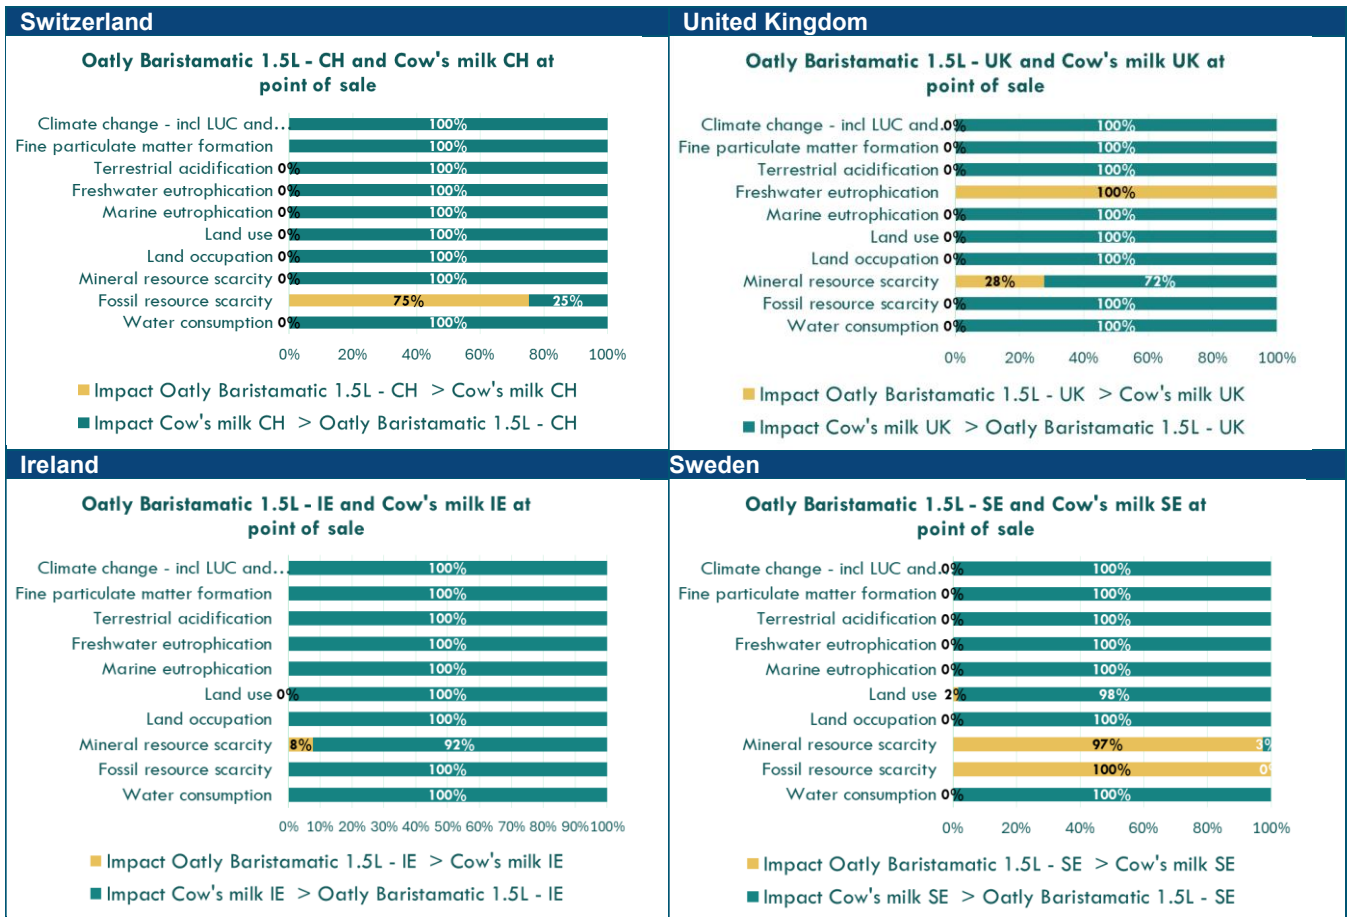 Switzerland
Oatly Baristamatic 1.5L - CH and Cow's milk CH at
point of sale
Climate change - incl LUC and... 100%
Fine particulate matter formation 100%
Terrestrial acidification 0% 100%
Freshwater eutrophication 0% 100%
Marine eutrophication 0% 100%
Land use 0% 100%
Land occupation 0% 100%
Mineral resource scarcity 0% 100%
Fossil resource scarcity 75% 25%
Water consumption 0% 100%
0% 20% 40% 60% 80% 100%
Impact Oatly Baristamatic 1.5L - CH > Cow's milk CH
Impact Cow's milk CH > Oatly Baristamatic 1.5L - CH
United Kingdom
Oatly Baristamatic 1.5L - UK and Cow's milk UK at
point of sale
Climate change - incl LUC and. 0% 100%
Fine particulate matter formation 0% 100%
Terrestrial acidification 0% 100%
Freshwater eutrophication 100%
Marine eutrophication 0% 100%
Land use 0% 100%
Land occupation 0% 100%
Mineral resource scarcity 28% 72%
Fossil resource scarcity 0% 100%
Water consumption 0% 100%
0% 20% 40% 60% 80% 100%
Impact Oatly Baristamatic 1.5L - UK > Cow's milk UK
Impact Cow's milk UK > Oatly Baristamatic 1.5L - UK
Ireland
Oatly Baristamatic 1.5L - IE and Cow's milk IE at
point of sale
Climate change - incl LUC and... 100%
Fine particulate matter formation 100%
Terrestrial acidification 100%
Freshwater eutrophication 100%
Marine eutrophication 100%
Land use 0% 100%
Land occupation 100%
Mineral resource scarcity 8% 92%
Fossil resource scarcity 100%
Water consumption 100%
0% 10% 20% 30% 40% 50% 60% 70% 80% 90% 100%
Impact Oatly Baristamatic 1.5L - IE > Cow's milk IE
Impact Cow's milk IE > Oatly Baristamatic 1.5L - IE
Sweden
Oatly Baristamatic 1.5L - SE and Cow's milk SE at
point of sale
Climate change - incl LUC and. 0% 100%
Fine particulate matter formation 0% 100%
Terrestrial acidification 0% 100%
Freshwater eutrophication 0% 100%
Marine eutrophication 0% 100%
Land use 2% 98%
Land occupation 0% 100%
Mineral resource scarcity 97% 3%
Fossil resource scarcity 100% 0%
Water consumption 0% 100%
0% 20% 40% 60% 80% 100%
Impact Oatly Baristamatic 1.5L - SE > Cow's milk SE
Impact Cow's milk SE > Oatly Baristamatic 1.5L - SE